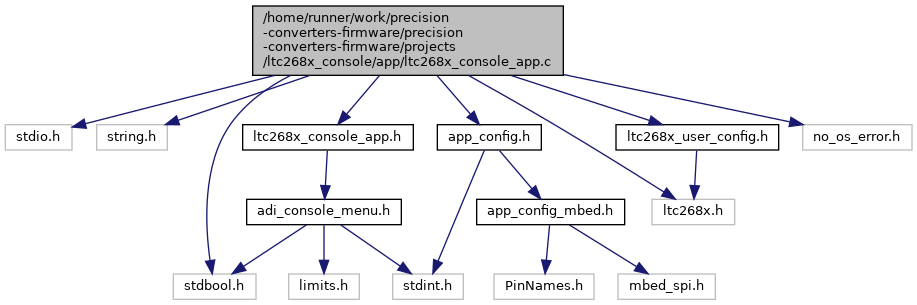 /home/runner/work/precision
-converters-firmware/precision
-converters-firmware/projects
/ltc268x_console/app/ltc268x_console_app.c
stdio.h
string.h
ltc268x_console_app.h
app_config.h
ltc268x_user_config.h
no_os_error.h
adi_console_menu.h
app_config_mbed.h
ltc268x.h
stdbool.h
limits.h
stdint.h
PinNames.h
mbed_spi.h